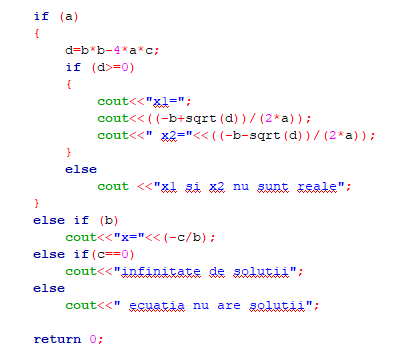 if (a)
{
d=b*b-4*a*c;
if (d>=0)
{
cout<<"x1=";
cout<<((-b+sqrt(d))/(2*a));
cout<<" x2="<<((-b-sqrt(d))/(2*a));
}
else
cout <<"x1 si x2 nu sunt reale";
}
else if (b)
cout<<"x="<<(-c/b);
else if(c==0)
cout<<"infinitate de solutii";
else
cout<<" ecuatia nu are solutii";
return 0;